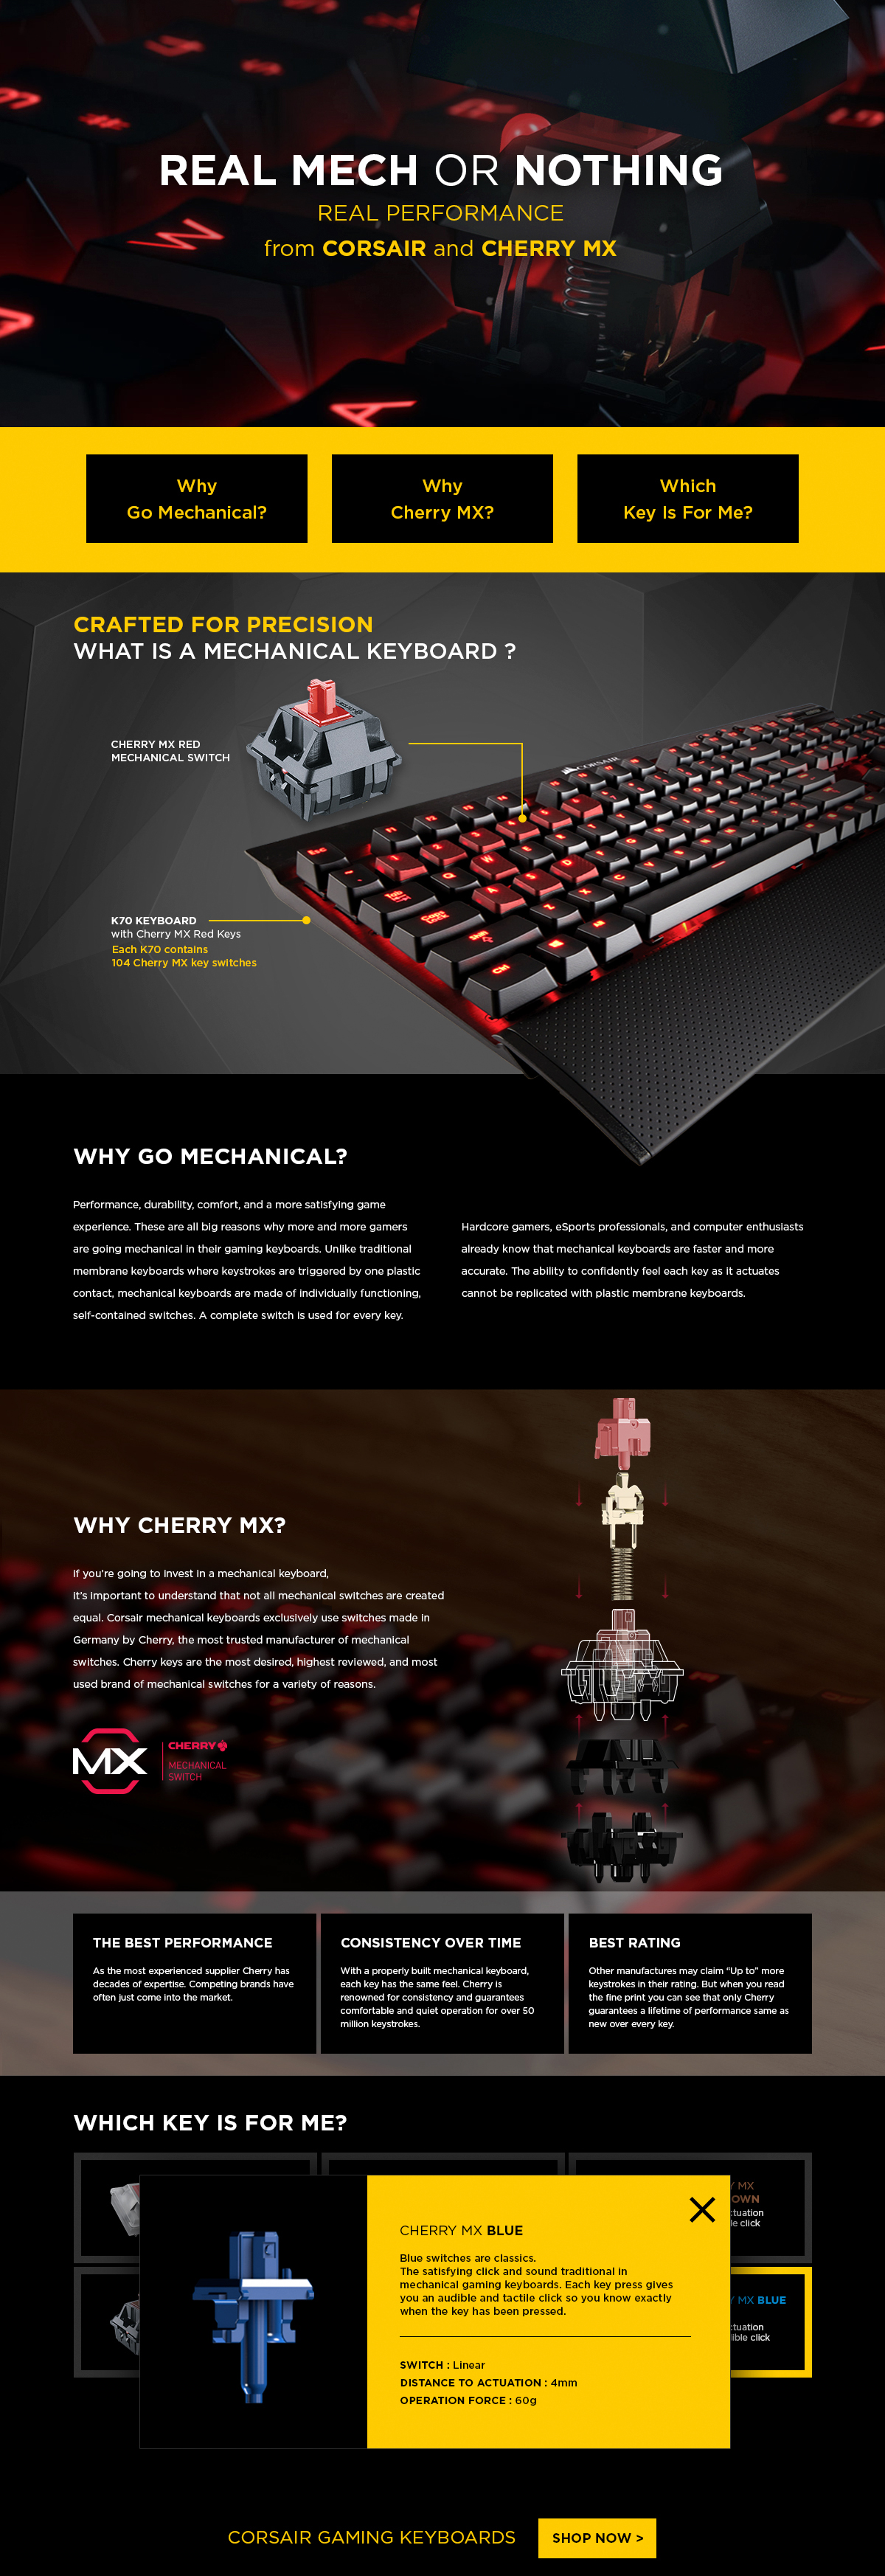 REAL MECH OR NOTHING
REAL PERFORMANCE
from CORSAIR and CHERRY MX
Why
Go Mechanical?
Why
Cherry MX?
Which
Key Is For Me?
CRAFTED FOR PRECISION
WHAT IS A MECHANICAL KEYBOARD ?
CHERRY MX RED
MECHANICAL SWITCH
CORSAIR
K70 KEYBOARD
with Cherry MX Red Keys
Each K70 contains
104 Cherry MX key switches
WHY GO MECHANICAL?
Performance, durability, comfort, and a more satisfying game
experience. These are all big reasons why more and more gamers
are going mechanical in their gaming keyboards. Unlike traditional
membrane keyboards where keystrokes are triggered by one plastic
contact, mechanical keyboards are made of individually functioning,
self-contained switches. A complete switch is used for every key.
Hardcore gamers, eSports professionals, and computer enthusiasts
already know that mechanical keyboards are faster and more
accurate. The ability to confidently feel each key as it actuates
cannot be replicated with plastic membrane keyboards.
WHY CHERRY MX?
If you're going to invest in a mechanical keyboard,
it's important to understand that not all mechanical switches are created
equal. Corsair mechanical keyboards exclusively use switches made in
Germany by Cherry, the most trusted manufacturer of mechanical
switches. Cherry keys are the most desired, highest reviewed, and most
used brand of mechanical switches for a variety of reasons.
MX
CHERRY
MECHANICAL
SWITCH
THE BEST PERFORMANCE
As the most experienced supplier Cherry has
decades of expertise. Competing brands have
often just come into the market.
CONSISTENCY OVER TIME
With a properly built mechanical keyboard,
each key has the same feel. Cherry is
renowned for consistency and guarantees
comfortable and quiet operation for over 50
million keystrokes.
BEST RATING
Other manufactures may claim “Up to” more
keystrokes in their rating. But when you read
the fine print you can see that only Cherry
guarantees a lifetime of performance same as
new over every key.
WHICH KEY IS FOR ME?
CHERRY MX BLUE
Blue switches are classics.
The satisfying click and sound traditional in
mechanical gaming keyboards. Each key press gives
you an audible and tactile click so you know exactly
when the key has been pressed.
SWITCH : Linear
DISTANCE TO ACTUATION : 4mm
OPERATION FORCE : 60g
MX
click
MX BLUE
click
CORSAIR GAMING KEYBOARDS
SHOP NOW >